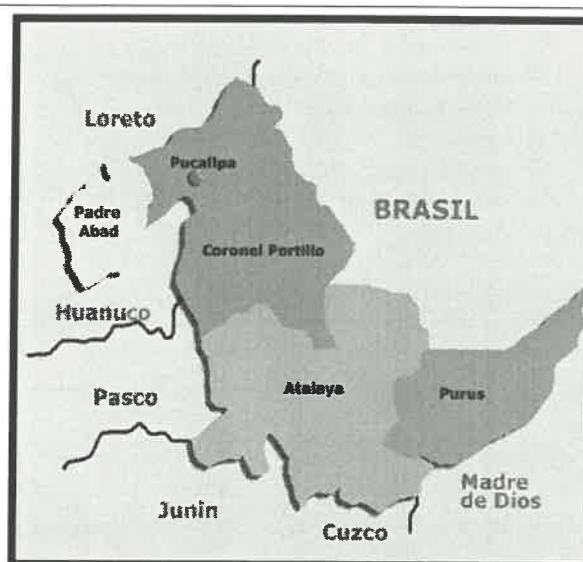 Loreto
Pucallpa
Padre
Abad
BRASIL
Coronel Portillo
Huanuco
Atalaya
Purus
Pasco
Madre
de Dios
Junin
Cuzco